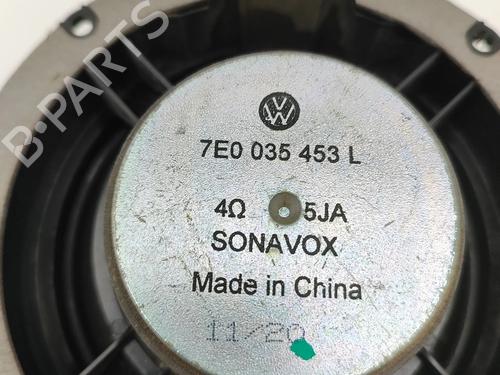 VW
7E0 035 453 L
4Ω 5JA
SONAVOX
Made in China
11/20
B-PARTS